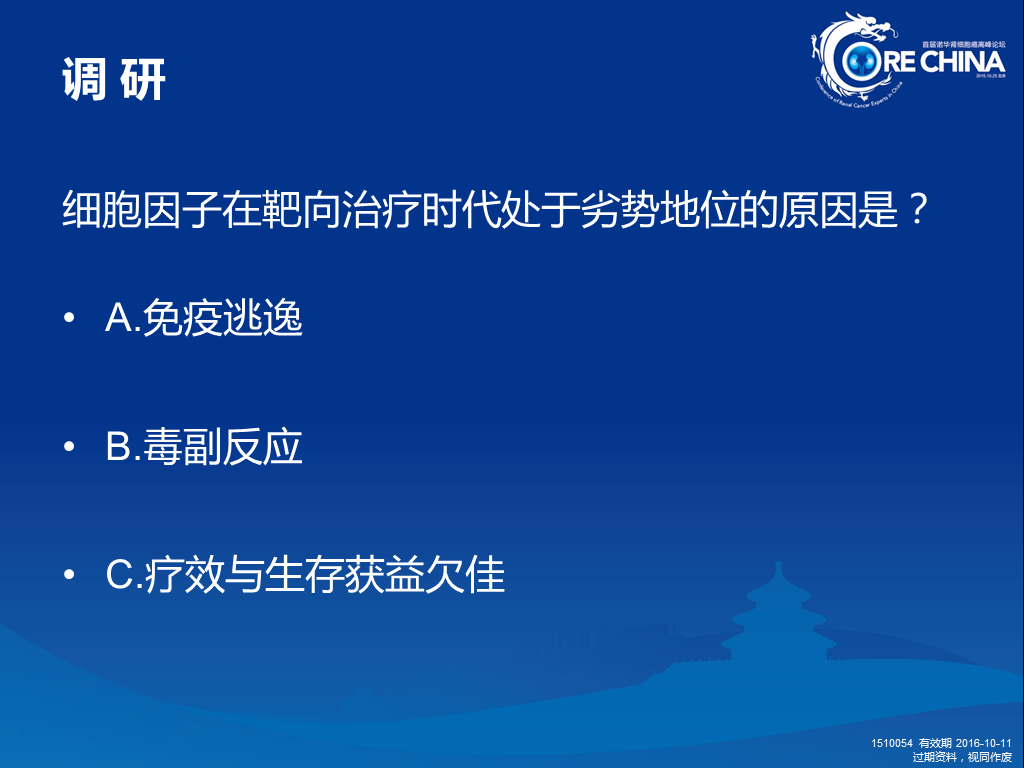 调 研
首届诺华肾细胞癌高峰论坛
RE CHINA
2015.10.25 北京
Conference of Renal Cancer Experts in China
细胞因子在靶向治疗时代处于劣势地位的原因是？
• A.免疫逃逸
• B.毒副反应
• C.疗效与生存获益欠佳
1510054 有效期 2016-10-11
过期资料，视同作废